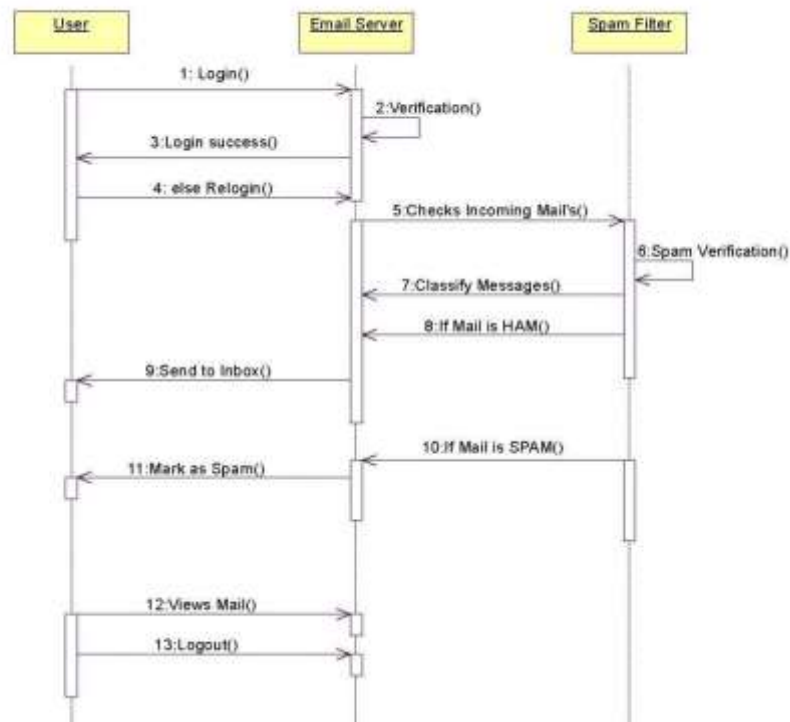 User
Email Server
Spam Filter
1: Login()
2:Verification()
3:Login success()
4: else Relogin()
5:Checks Incoming Mail's()
6:Spam Verification()
7:Classify Messages()
8:If Mail is HAM()
9:Send to Inbox()
10:If Mail is SPAM()
11:Mark as Spam()
12:Views Mail()
13:Logout()